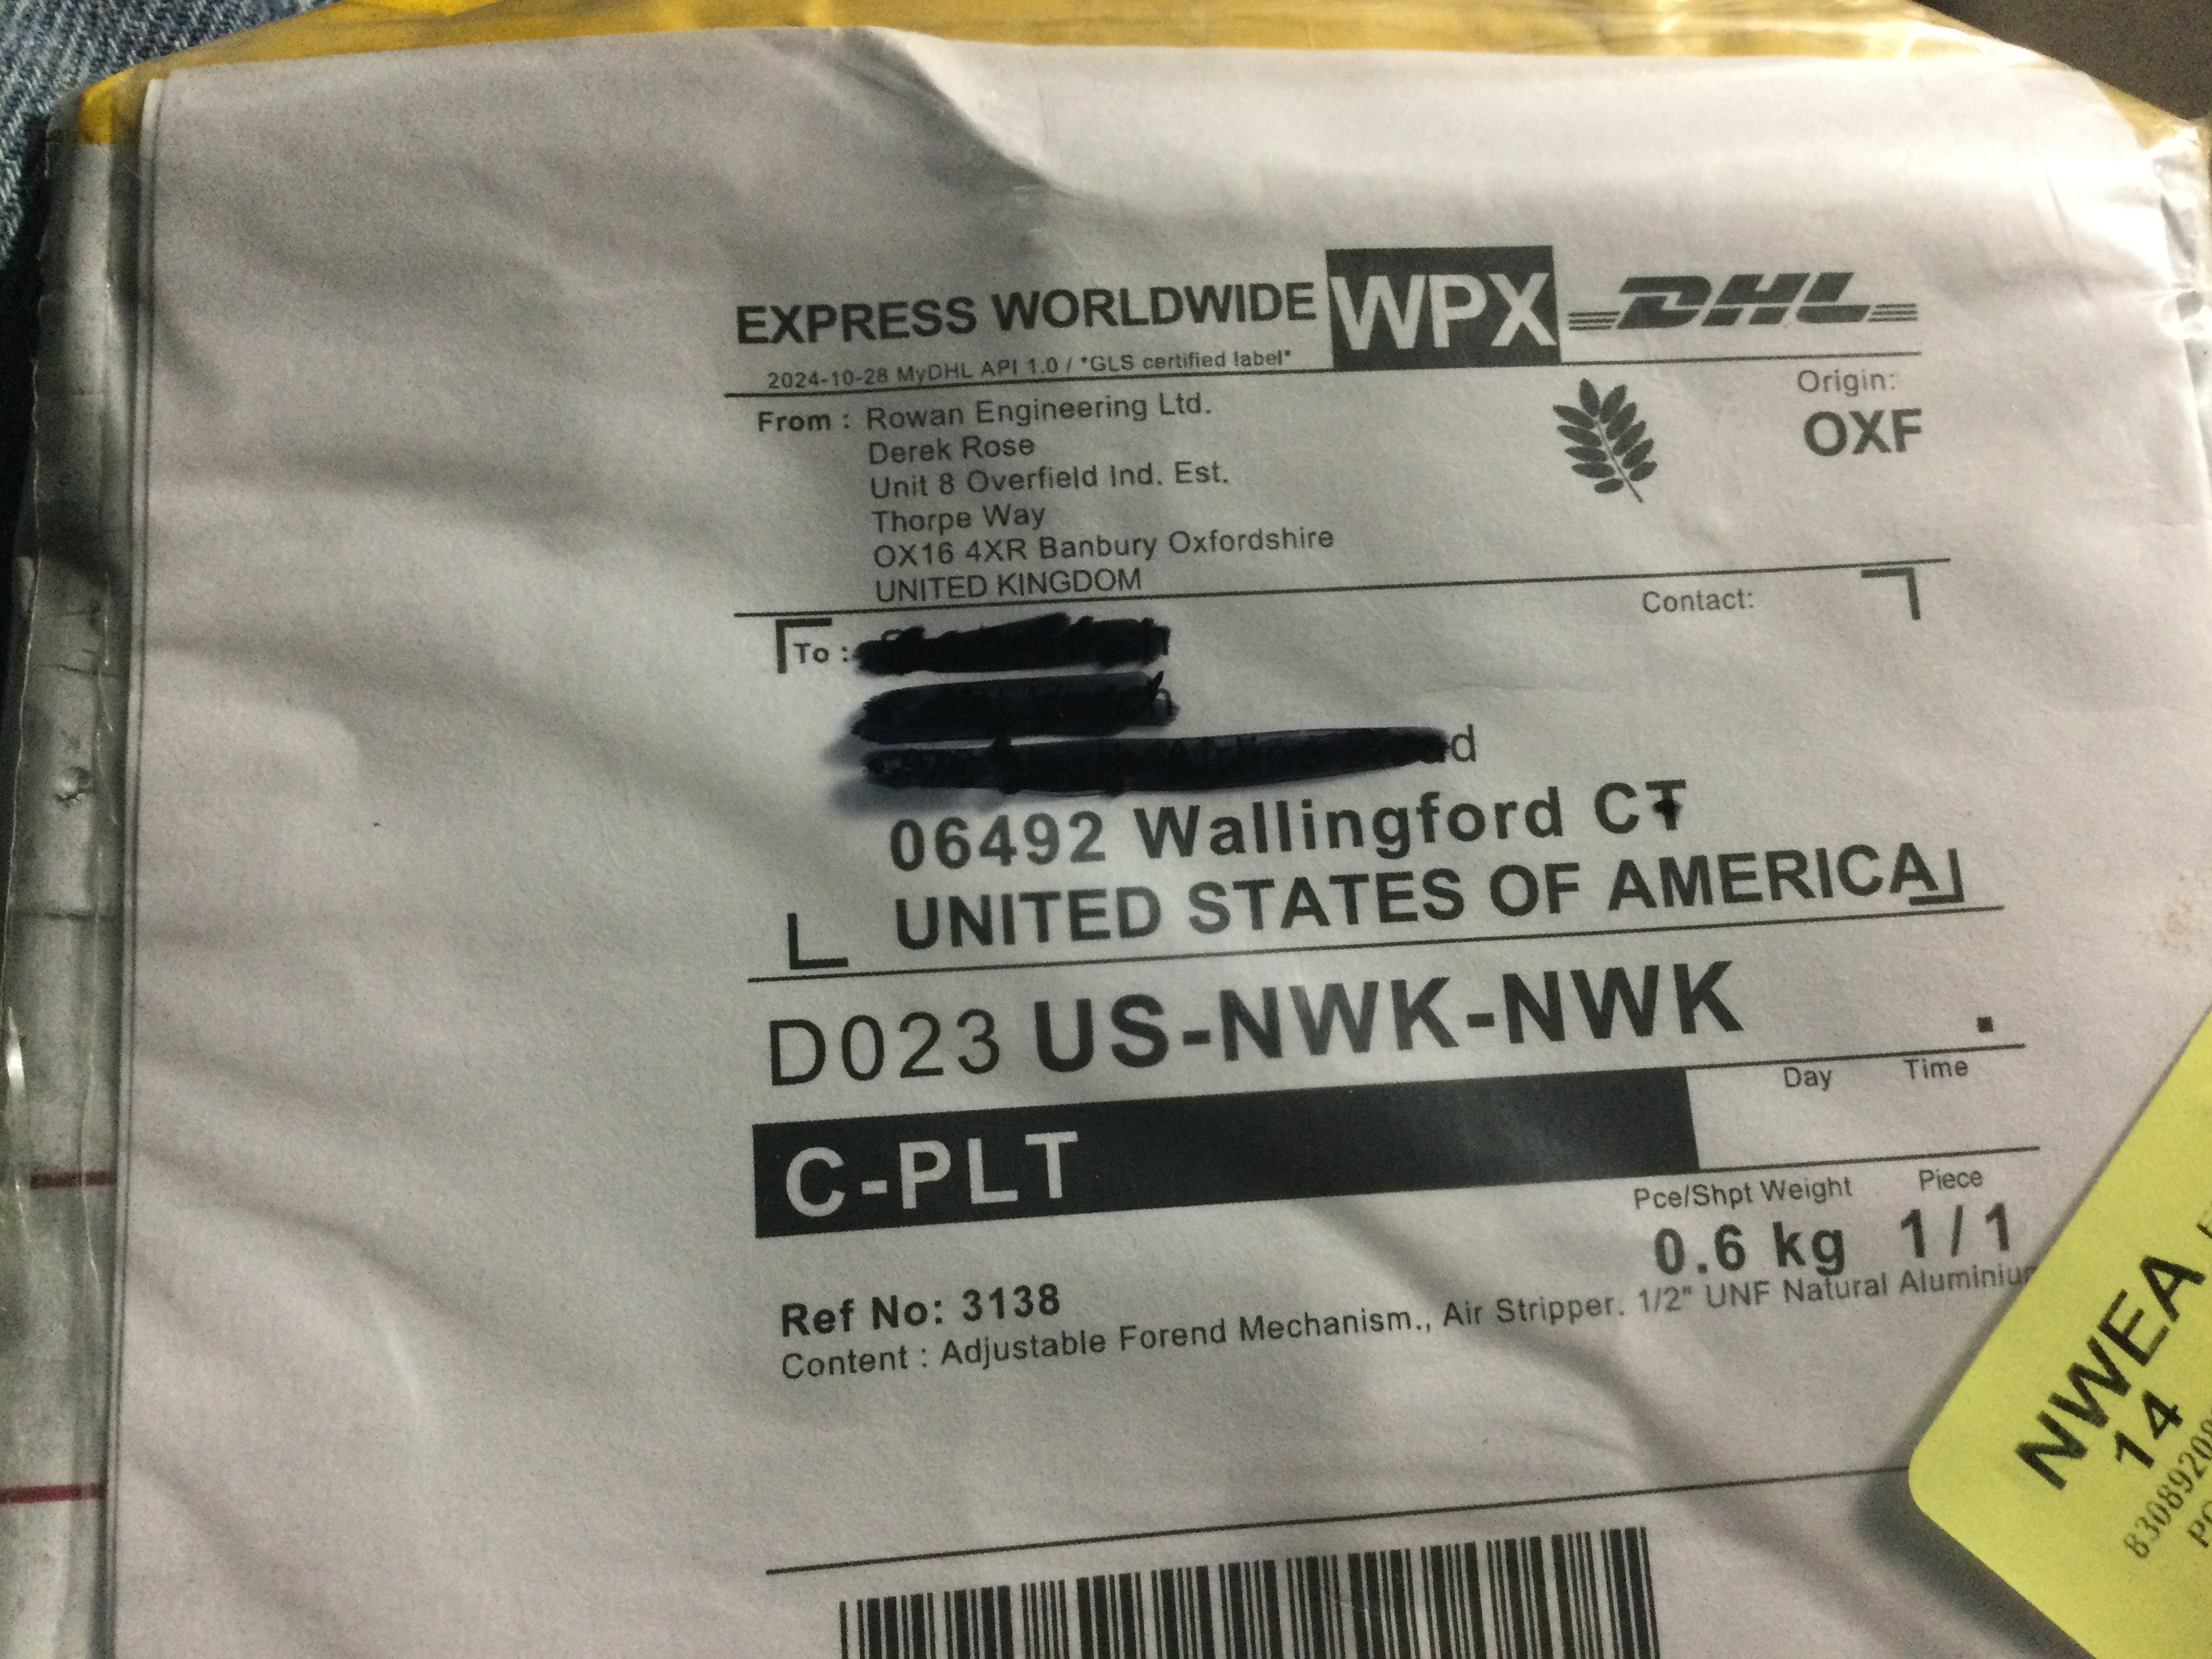 EXPRESS WORLDWIDE WPX DHL
2024-10-28 MyDHL API 1.0 / *GLS certified label*
From : Rowan Engineering Ltd.
Derek Rose
Unit 8 Overfield Ind. Est.
Thorpe Way
OX16 4XR Banbury Oxfordshire
UNITED KINGDOM
Origin:
OXF
To :
Contact:
06492 Wallingford CT
UNITED STATES OF AMERICA
D023 US-NWK-NWK .
Day Time
C-PLT
Pce/Shpt Weight Piece
0.6 kg 1 / 1
Ref No: 3138
Content : Adjustable Forend Mechanism., Air Stripper. 1/2" UNF Natural Aluminiu
NWEA
14